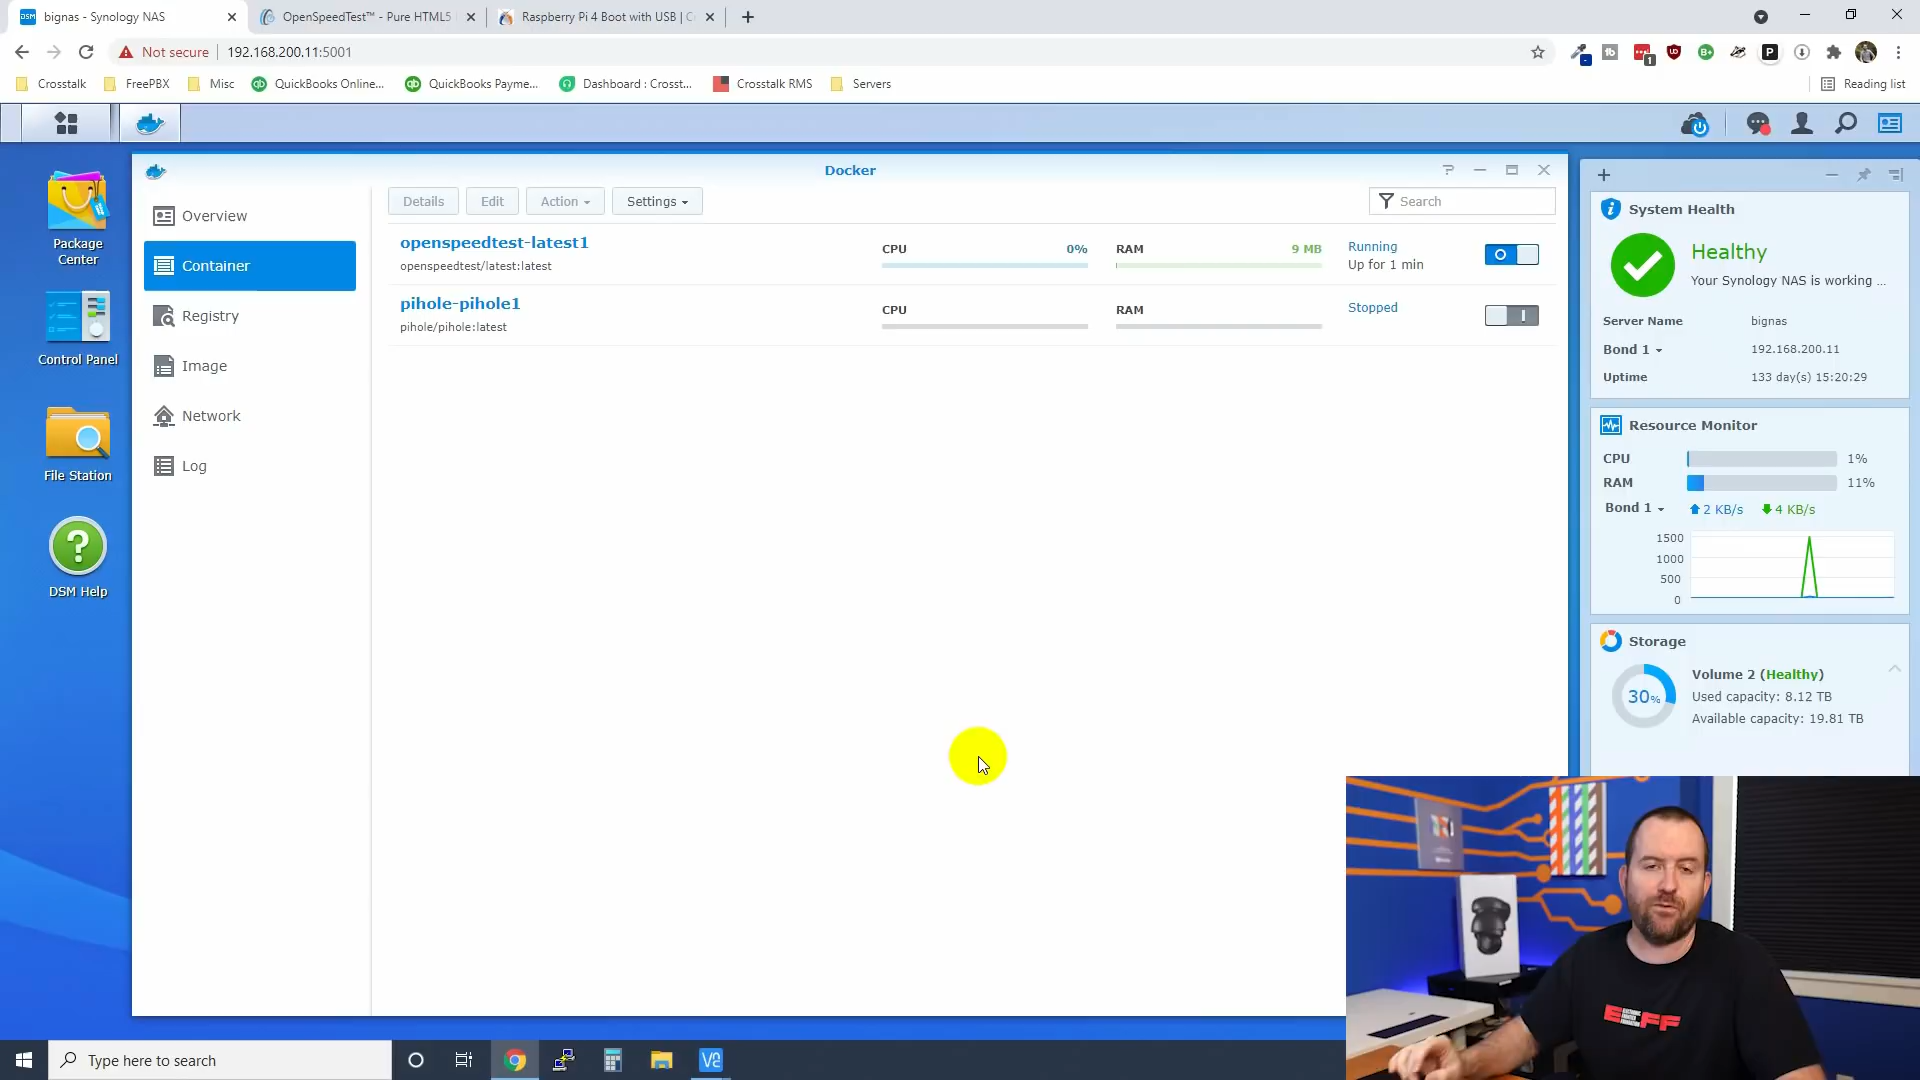 bignas - Synology NAS
OpenSpeedTest™ - Pure HTML5
Raspberry Pi 4 Boot with USB | C
Not secure
192.168.200.11:5001
Crosstalk
FreePBX
Misc
QuickBooks Online...
QuickBooks Payme...
Dashboard : Crosst...
Crosstalk RMS
Servers
Reading list
Docker
Package
Center
Control Panel
File Station
DSM Help
Overview
Container
Registry
Image
Network
Log
Details
Edit
Action
Settings
Search
openspeedtest-latest1
openspeedtest/latest:latest
CPU
0%
RAM
9 MB
Running
Up for 1 min
pihole-pihole1
pihole/pihole:latest
CPU
RAM
Stopped
System Health
Healthy
Your Synology NAS is working ...
Server Name
bignas
Bond 1
192.168.200.11
Uptime
133 day(s) 15:20:29
Resource Monitor
CPU
1%
RAM
11%
Bond 1
2 KB/s
4 KB/s
1500
1000
500
0
Storage
30%
Volume 2 (Healthy)
Used capacity: 8.12 TB
Available capacity: 19.81 TB
Type here to search